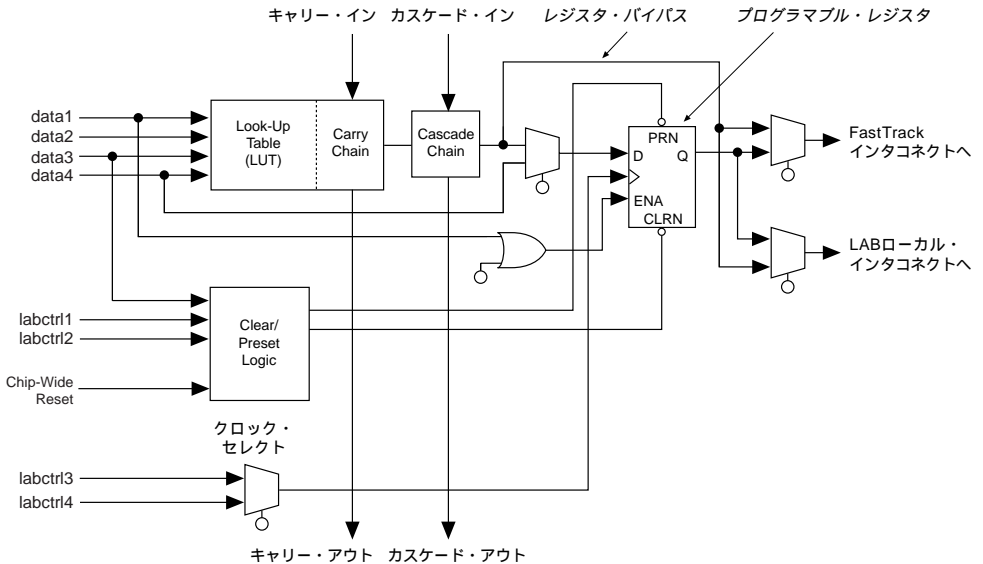 キャリー・イン カスケード・イン レジスタ・バイパス プログラマブル・レジスタ
data1
data2
data3
data4
Look-Up
Table
(LUT)
Carry
Chain
Cascade
Chain
PRN
D Q
ENA
CLRN
FastTrack
インタコネクトへ
LABローカル・
インタコネクトへ
labctrl1
labctrl2
Clear/
Preset
Logic
Chip-Wide
Reset
クロック・
セレクト
labctrl3
labctrl4
キャリー・アウト カスケード・アウト